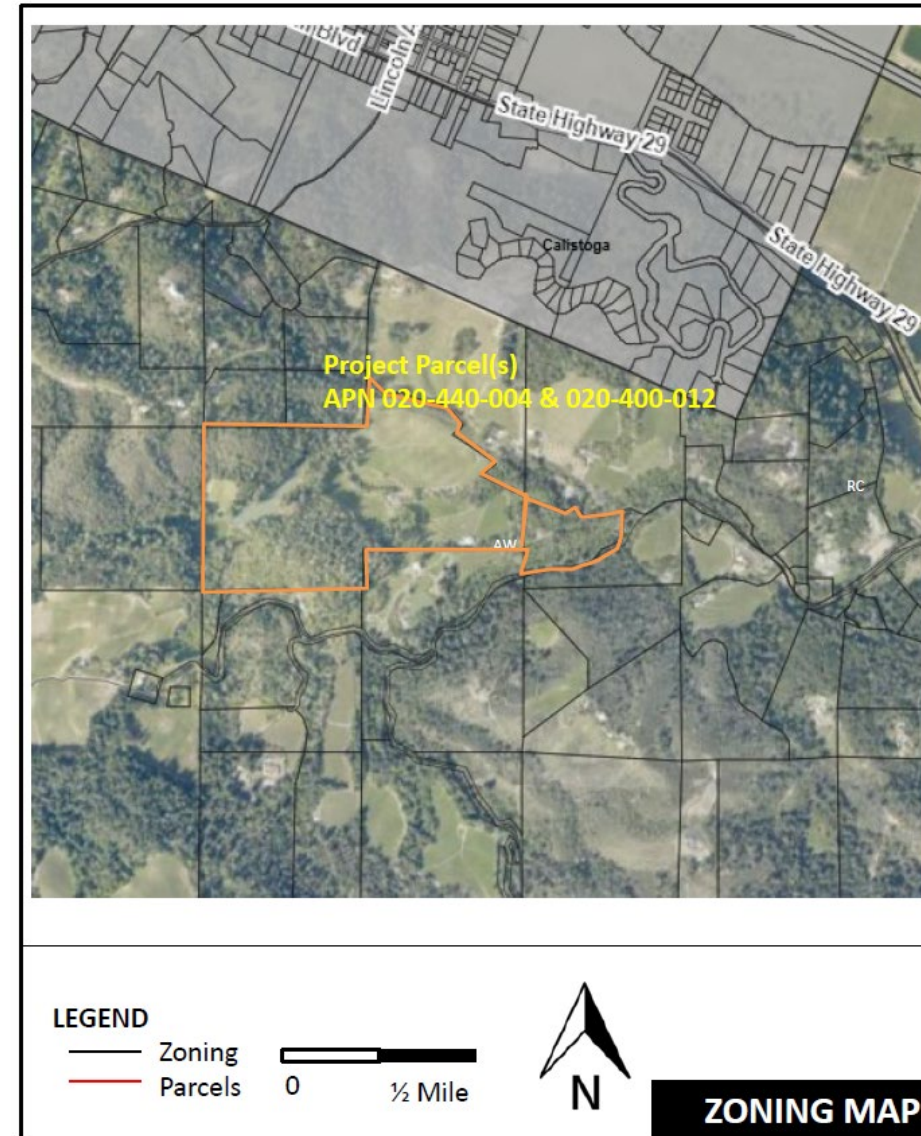 Blvd
Lincoln
State Highway 29
Calistoga
State Highway 29
Project Parcel(s)
APN 020-440-004 & 020-400-012
RC
AW
LEGEND
Zoning
Parcels
0
½ Mile
N
ZONING MAP